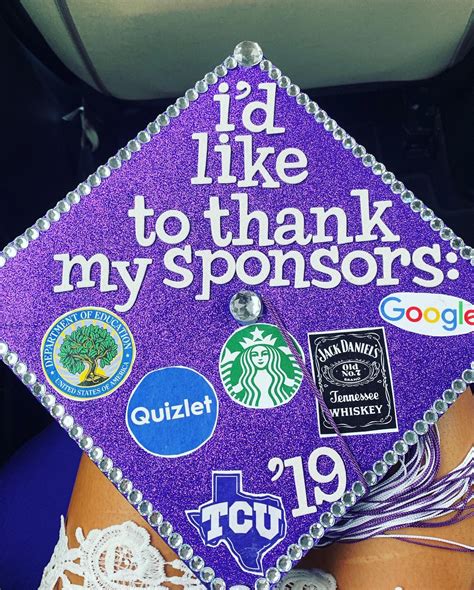 i'd
like
to thank
my sponsors:
Google
DEPARTMENT OF EDUCATION
UNITED STATES OF AMERICA
Quizlet
JACK DANIEL'S
Old
No. 7
BRAND
Tennessee
WHISKEY
'19
TCU